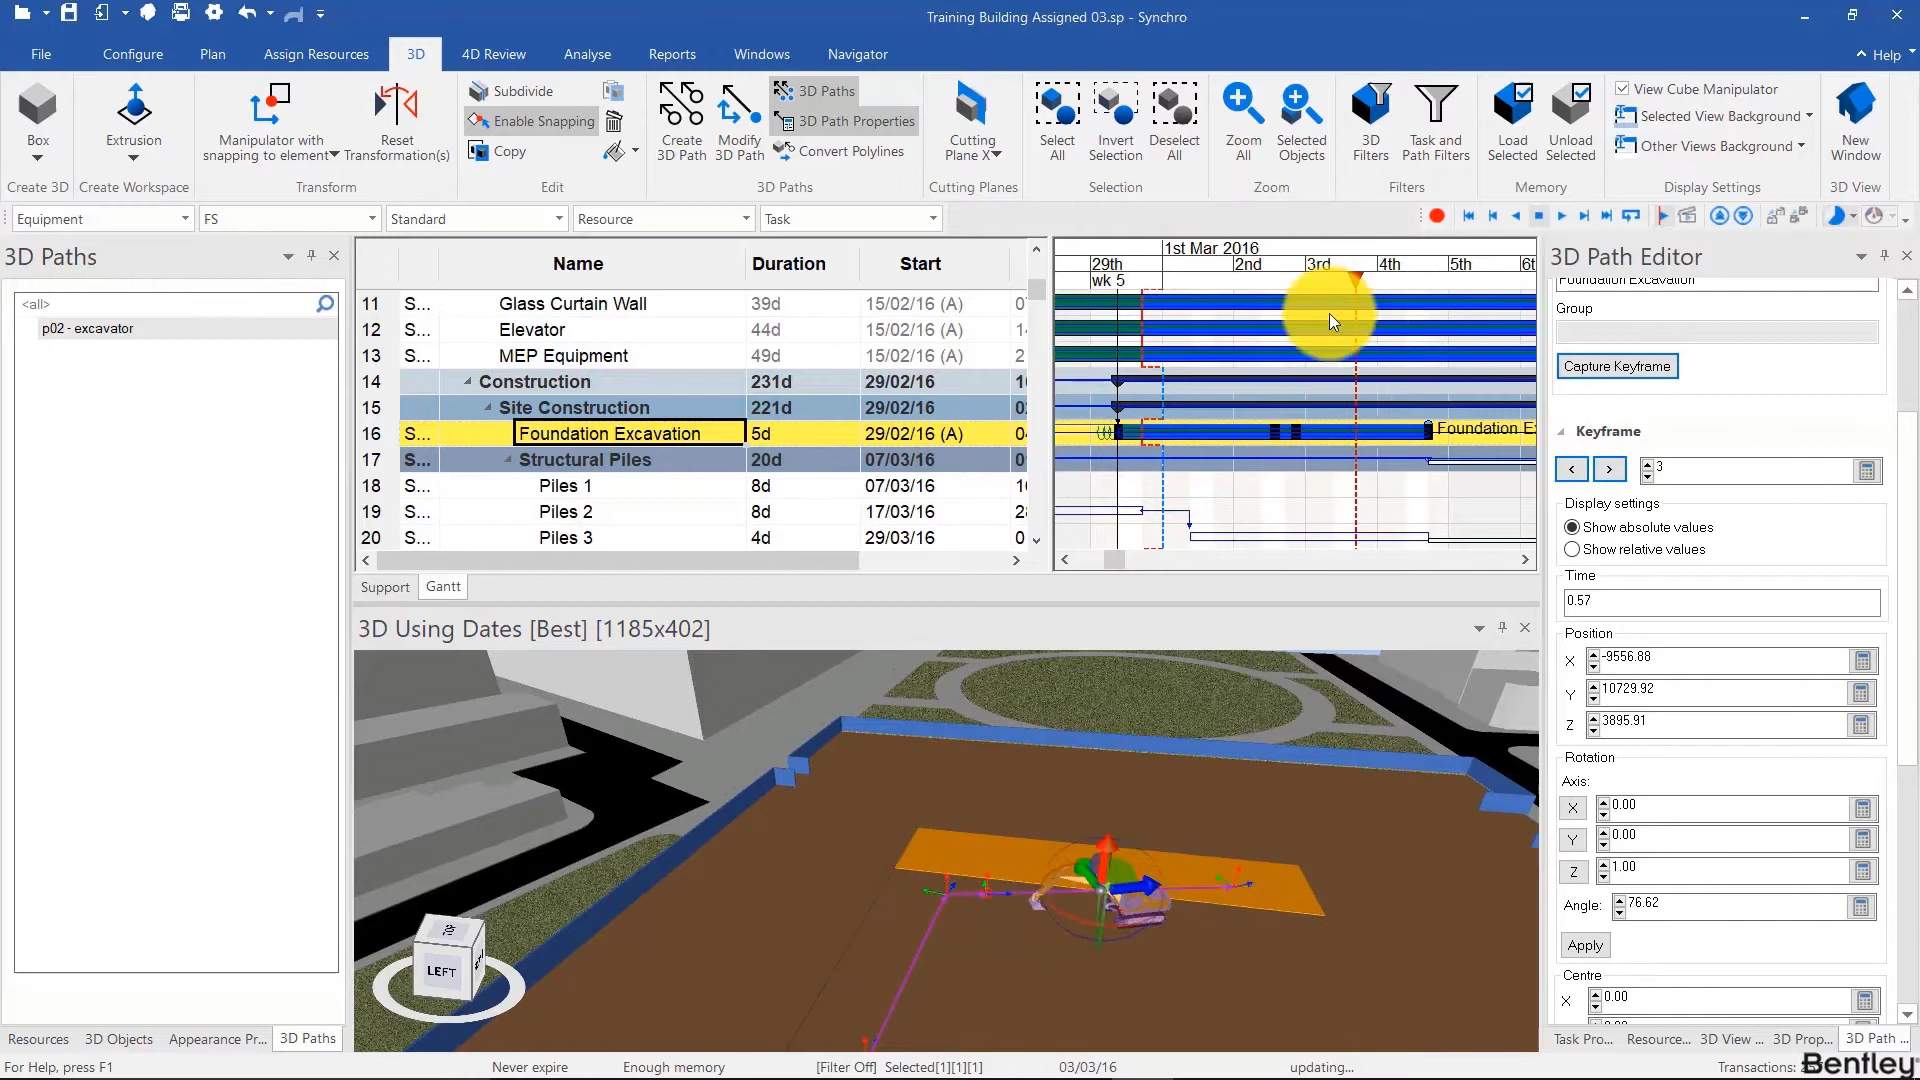 Training Building Assigned 03.sp - Synchro
File Configure Plan Assign Resources 3D 4D Review Analyse Reports Windows Navigator Help
Box
Create 3D
Extrusion
Create Workspace
Manipulator with snapping to element
Reset Transformation(s)
Transform
Subdivide
Enable Snapping
Copy
Edit
Create 3D Path
Modify 3D Path
3D Paths
3D Path Properties
Convert Polylines
3D Paths
Cutting Plane X
Cutting Planes
Select All
Invert Selection
Deselect All
Selection
Zoom All
Selected Objects
Zoom
3D Filters
Task and Path Filters
Filters
Load Selected
Unload Selected
Memory
View Cube Manipulator
Selected View Background
Other Views Background
Display Settings
New Window
3D View
Equipment FS Standard Resource Task
3D Paths
<all>
p02 - excavator
Name Duration Start
11 S... Glass Curtain Wall 39d 15/02/16 (A)
12 S... Elevator 44d 15/02/16 (A)
13 S... MEP Equipment 49d 15/02/16 (A)
14 Construction 231d 29/02/16
15 Site Construction 221d 29/02/16
16 S... Foundation Excavation 5d 29/02/16 (A)
17 S... Structural Piles 20d 07/03/16
18 S... Piles 1 8d 07/03/16
19 S... Piles 2 8d 17/03/16
20 S... Piles 3 4d 29/03/16
1st Mar 2016
29th 2nd 3rd 4th 5th 6t
wk 5
Foundation E
Support Gantt
3D Using Dates [Best] [1185x402]
LEFT
3D Path Editor
Foundation Excavation
Group
Capture Keyframe
Keyframe
< > 3
Display settings
Show absolute values
Show relative values
Time
0.57
Position
X -9556.88
Y 10729.92
Z 3895.91
Rotation
Axis:
X 0.00
Y 0.00
Z 1.00
Angle: 76.62
Apply
Centre
X 0.00
Resources 3D Objects Appearance Pr... 3D Paths
Task Pro... Resource... 3D View ... 3D Prop... 3D Path ...
For Help, press F1 Never expire Enough memory [Filter Off] Selected[1][1][1] 03/03/16 updating... Transactions:
Bentley